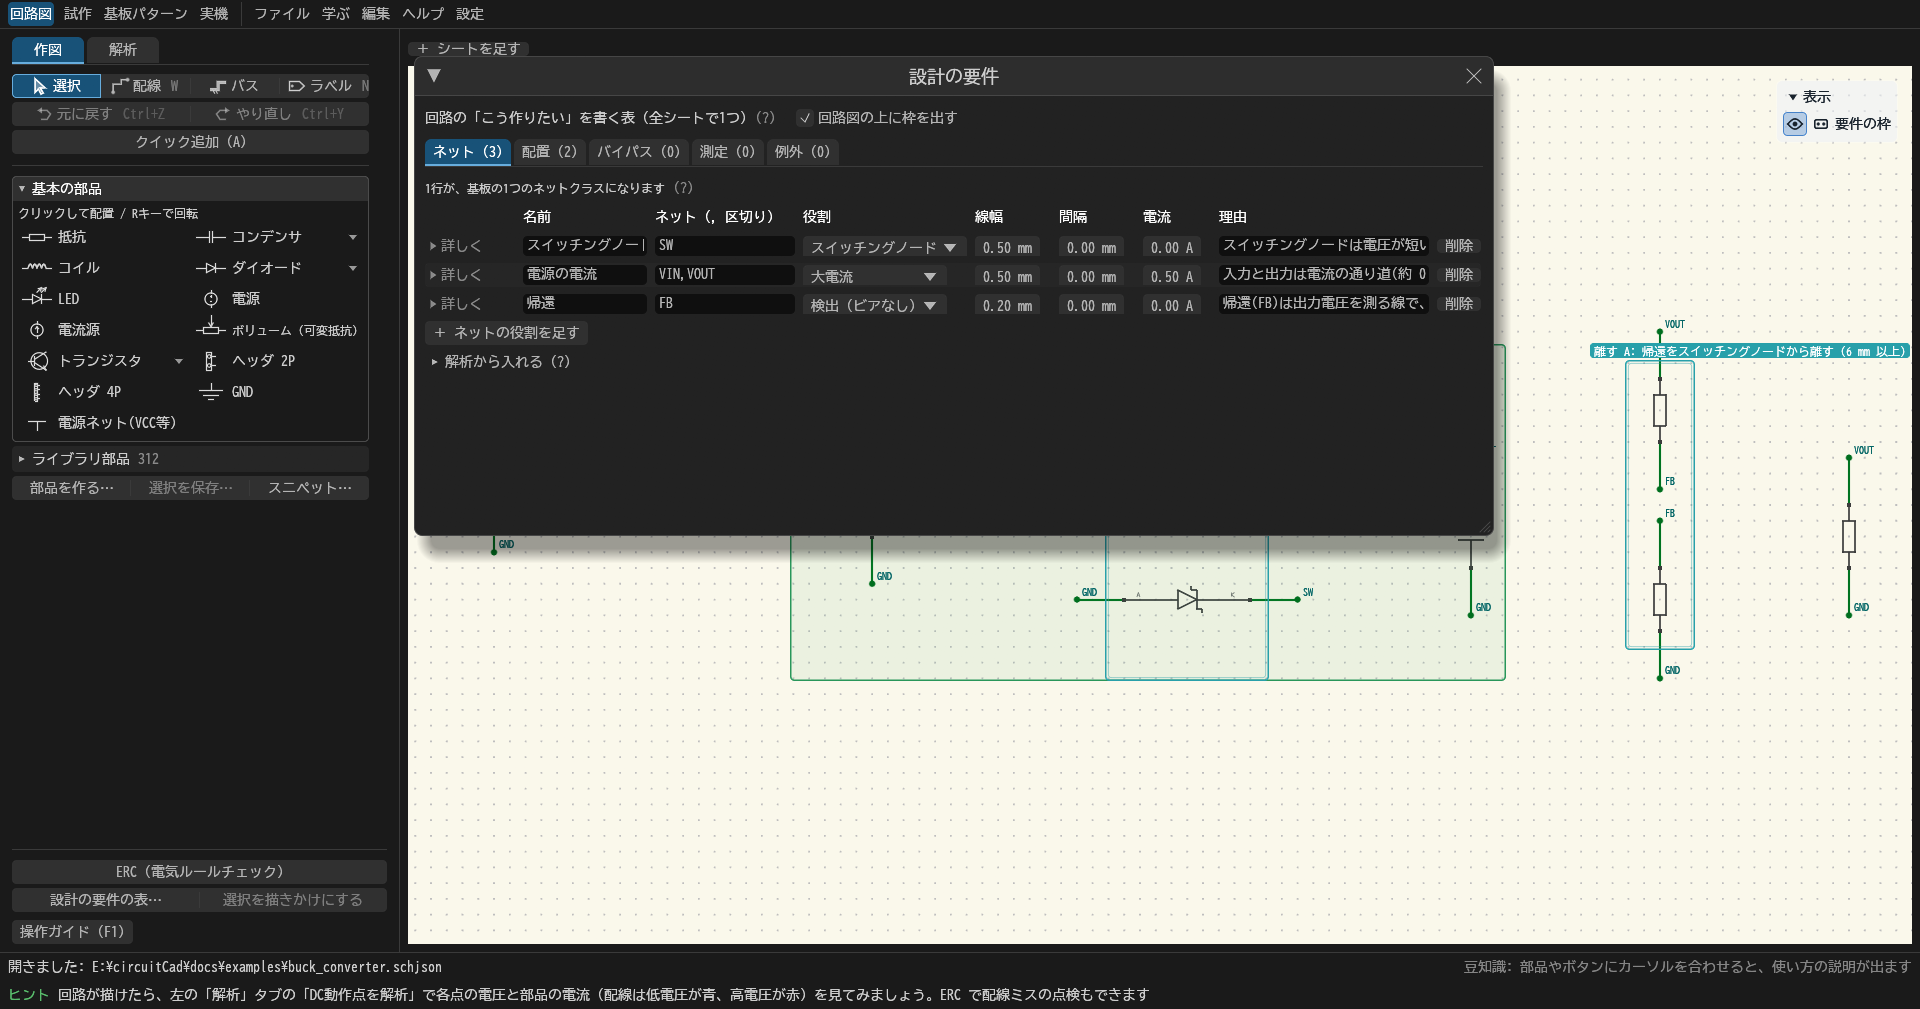 回路図 試作 基板パターン 実機 ファイル 学ぶ 編集 ヘルプ 設定
作図 解析
選択 配線 W バス ラベル N
元に戻す Ctrl+Z やり直し Ctrl+Y
クイック追加 (A)
▼ 基本の部品
クリックして配置 / Rキーで回転
抵抗 コンデンサ
コイル ダイオード
LED 電源
電流源 ボリューム (可変抵抗)
トランジスタ ヘッダ 2P
ヘッダ 4P GND
電源ネット(VCC等)
ライブラリ部品 312
部品を作る… 選択を保存… スニペット…
ERC (電気ルールチェック)
設計の要件の表… 選択を描きかけにする
操作ガイド (F1)
+ シートを足す
設計の要件
回路の「こう作りたい」を書く表 (全シートで1つ) (?) ✓ 回路図の上に枠を出す
ネット (3) 配置 (2) バイパス (0) 測定 (0) 例外 (0)
1行が、基板の1つのネットクラスになります (?)
名前 ネット (, 区切り) 役割 線幅 間隔 電流 理由
詳しく スイッチングノー SW スイッチングノード 0.50 mm 0.00 mm 0.00 A スイッチングノードは電圧が短い 削除
詳しく 電源の電流 VIN,VOUT 大電流 0.50 mm 0.00 mm 0.50 A 入力と出力は電流の通り道(約 0 削除
詳しく 帰還 FB 検出 (ビアなし) 0.20 mm 0.00 mm 0.00 A 帰還(FB)は出力電圧を測る線で、 削除
+ ネットの役割を足す
解析から入れる (?)
▼ 表示
要件の枠
VOUT
離す A: 帰還をスイッチングノードから離す (6 mm 以上)
VOUT
FB
FB
GND
GND
GND A K SW
GND
GND
GND
開きました: E:¥circuitCad¥docs¥examples¥buck_converter.schjson
豆知識: 部品やボタンにカーソルを合わせると、使い方の説明が出ます
ヒント 回路が描けたら、左の「解析」タブの「DC動作点を解析」で各点の電圧と部品の電流 (配線は低電圧が青、高電圧が赤) を見てみましょう。ERC で配線ミスの点検もできます